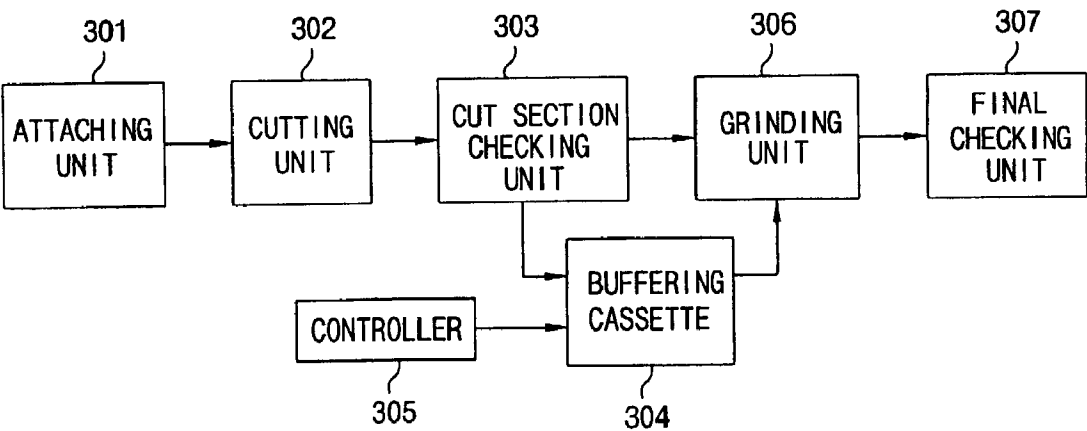 301
302
303
306
307
ATTACHING
UNIT
CUTTING
UNIT
CUT SECTION
CHECKING
UNIT
GRINDING
UNIT
FINAL
CHECKING
UNIT
BUFFERING
CASSETTE
CONTROLLER
305
304